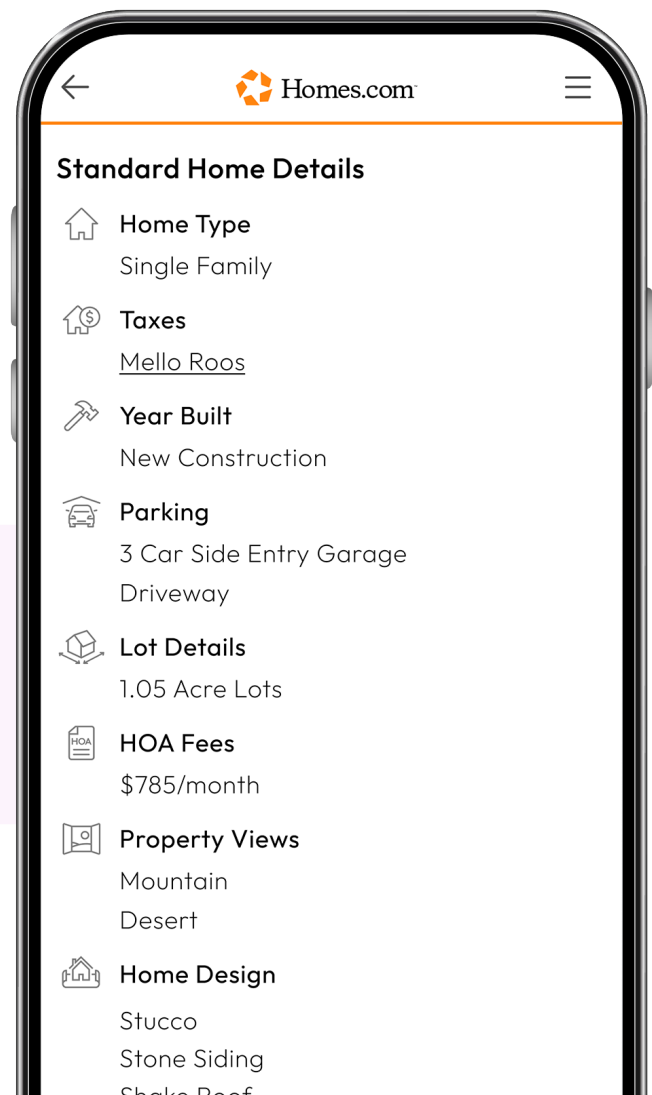 Homes.com
Standard Home Details
Home Type
Single Family
Taxes
Mello Roos
Year Built
New Construction
Parking
3 Car Side Entry Garage
Driveway
Lot Details
1.05 Acre Lots
HOA
HOA Fees
$785/month
Property Views
Mountain
Desert
Home Design
Stucco
Stone Siding
Shake Roof